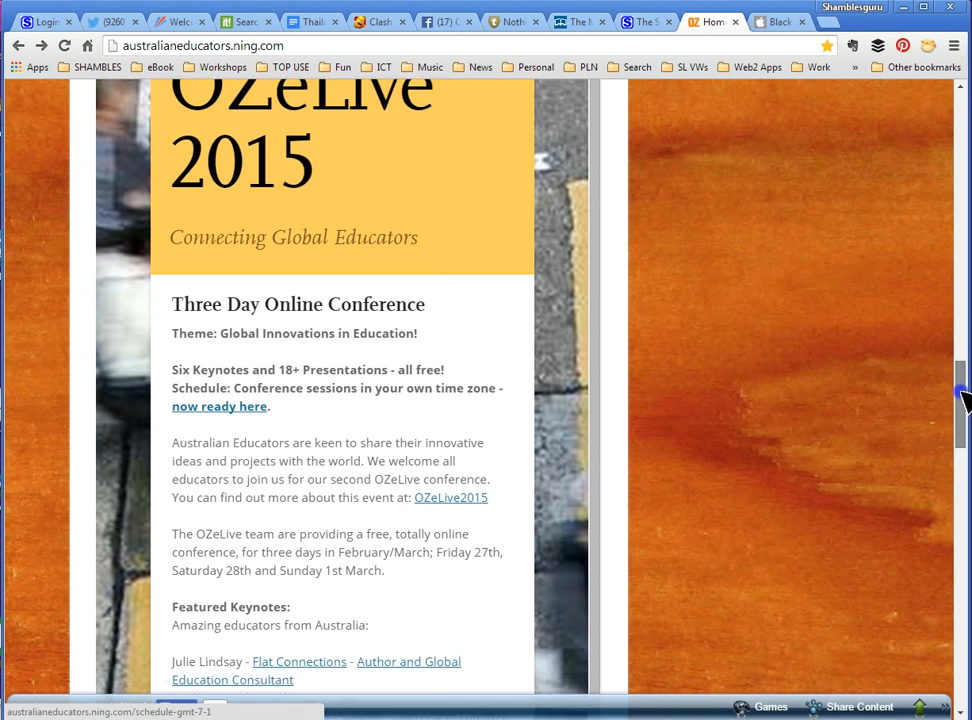 Shamblesguru
Login
(9260
Welc
Searc
Thail
Clash
(17) (
Noth
The N
The S
OZ Hom
Black
australianeducators.ning.com
Apps SHAMBLES eBook Workshops TOP USE Fun ICT Music News Personal PLN Search SL VWs Web2 Apps Work » Other bookmarks
OZeLive
2015
Connecting Global Educators
Three Day Online Conference
Theme: Global Innovations in Education!
Six Keynotes and 18+ Presentations - all free!
Schedule: Conference sessions in your own time zone -
now ready here.
Australian Educators are keen to share their innovative
ideas and projects with the world. We welcome all
educators to join us for our second OZeLive conference.
You can find out more about this event at: OZeLive2015
The OZeLive team are providing a free, totally online
conference, for three days in February/March; Friday 27th,
Saturday 28th and Sunday 1st March.
Featured Keynotes:
Amazing educators from Australia:
Julie Lindsay - Flat Connections - Author and Global
Education Consultant
australianeducators.ning.com/schedule-gmt-7-1
Games Share Content »